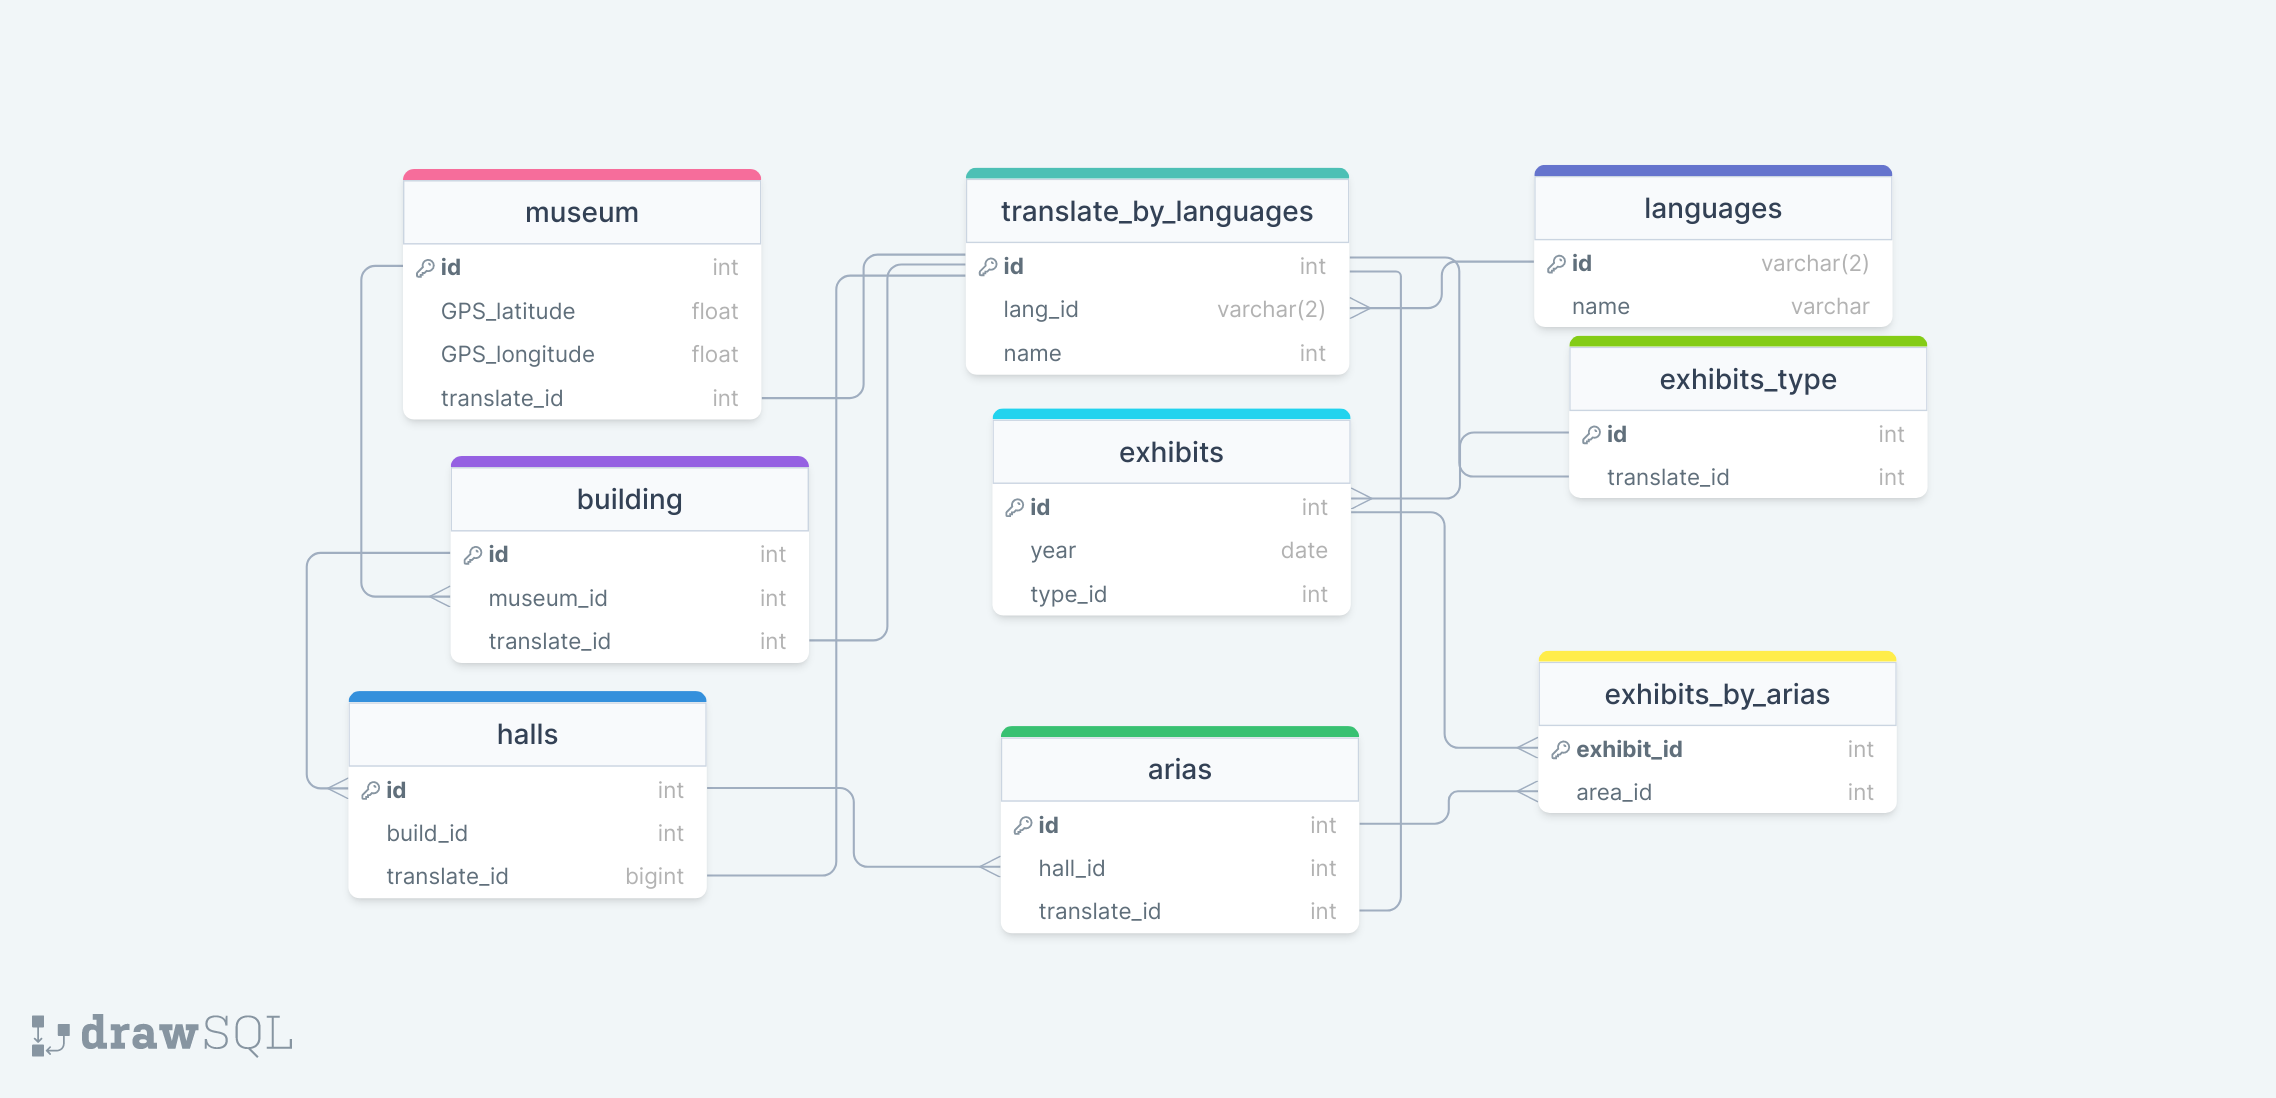 museum
id int
GPS_latitude float
GPS_longitude float
translate_id int
translate_by_languages
id int
lang_id varchar(2)
name int
languages
id varchar(2)
name varchar
exhibits_type
id int
translate_id int
building
id int
museum_id int
translate_id int
exhibits
id int
year date
type_id int
halls
id int
build_id int
translate_id bigint
arias
id int
hall_id int
translate_id int
exhibits_by_arias
exhibit_id int
area_id int
drawSQL